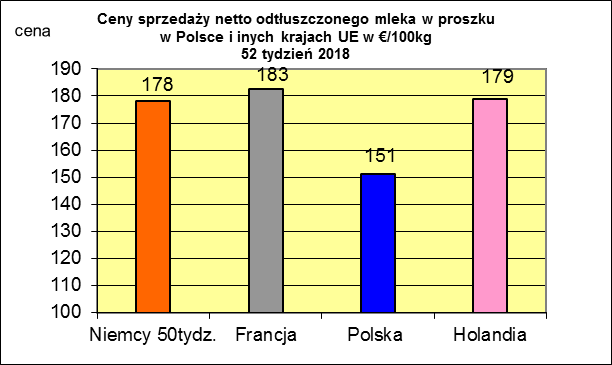 Ceny sprzedaży netto odtłuszczonego mleka w proszku
w Polsce i inych krajach UE w €/100kg
52 tydzień 2018
cena
190
180
170
160
150
140
130
120
110
100
178
183
151
179
Niemcy 50tydz.
Francja
Polska
Holandia